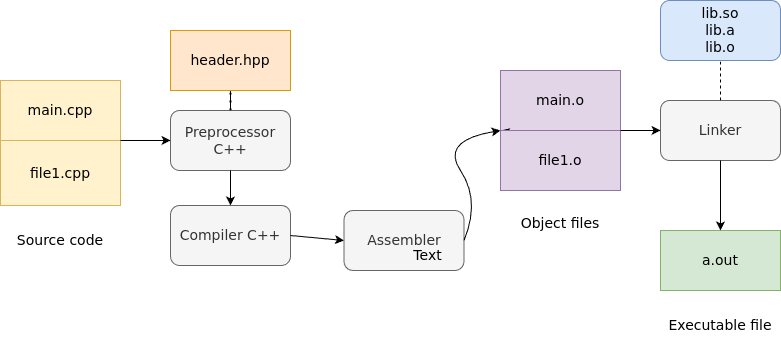 main.cpp
file1.cpp
Source code
header.hpp
Preprocessor
C++
Compiler C++
Assembler
Text
main.o
file1.o
Object files
lib.so
lib.a
lib.o
Linker
a.out
Executable file